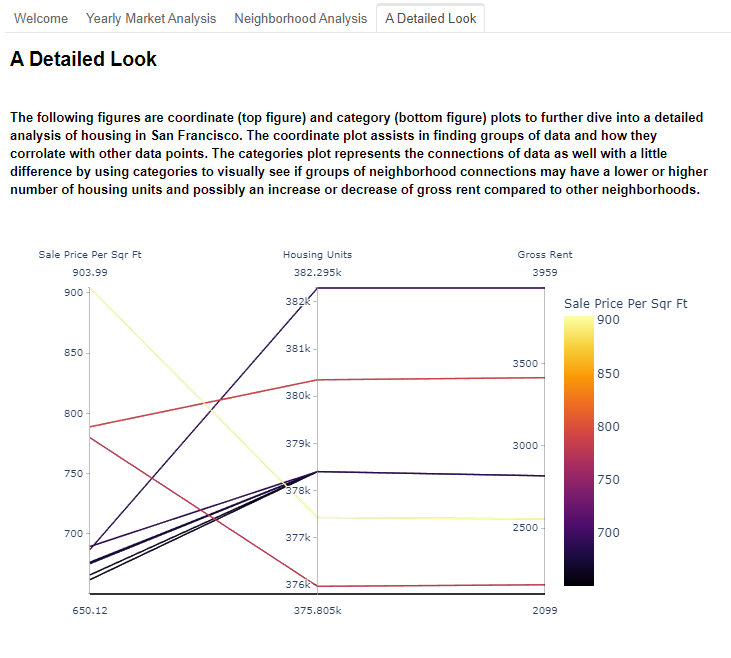 Welcome Yearly Market Analysis Neighborhood Analysis A Detailed Look
A Detailed Look
The following figures are coordinate (top figure) and category (bottom figure) plots to further dive into a detailed
analysis of housing in San Francisco. The coordinate plot assists in finding groups of data and how they
corrolate with other data points. The categories plot represents the connections of data as well with a little
difference by using categories to visually see if groups of neighborhood connections may have a lower or higher
number of housing units and possibly an increase or decrease of gross rent compared to other neighborhoods.
Sale Price Per Sqr Ft Housing Units Gross Rent
903.99 382.295k 3959
900
850
800
750
700
650.12
382k
381k
380k
379k
378k
377k
376k
375.805k
3500
3000
2500
2099
Sale Price Per Sqr Ft
900
850
800
750
700